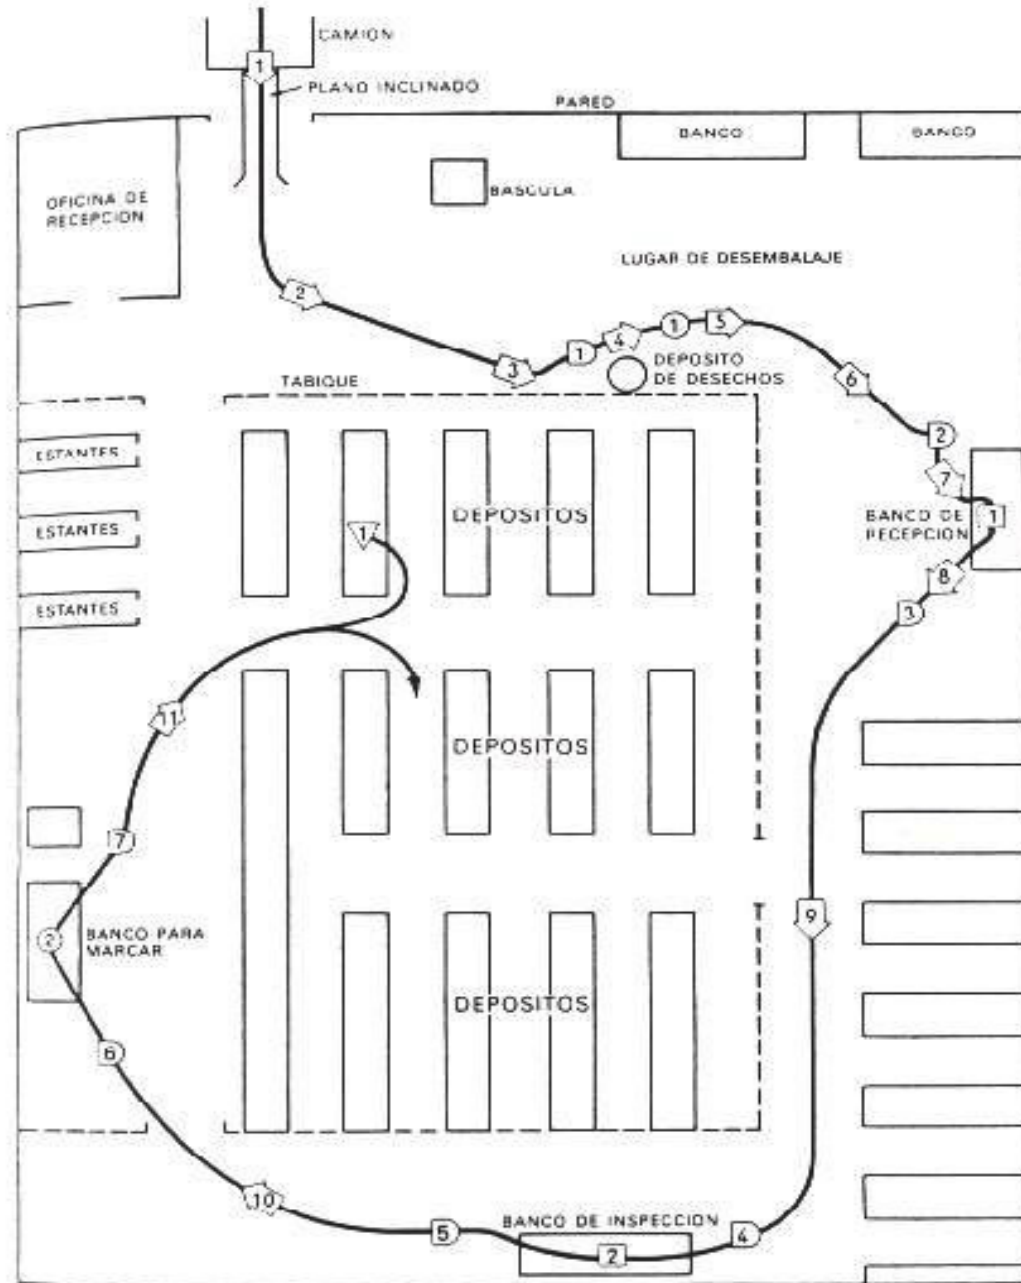 CAMION
1
PLANO INCLINADO
PARED
BANCO
BANCO
BASCULA
OFICINA DE
RECEPCION
LUGAR DE DESEMBALAJE
2
3
1
4
1
5
DEPOSITO
DE DESECHOS
6
TABIQUE
2
ESTANTES
7
DEPOSITOS
BANCO DE
RECEPCION
1
ESTANTES
1
8
ESTANTES
3
11
DEPOSITOS
7
9
2
BANCO PARA
MARCAR
DEPOSITOS
6
10
5
BANCO DE INSPECCION
4
2